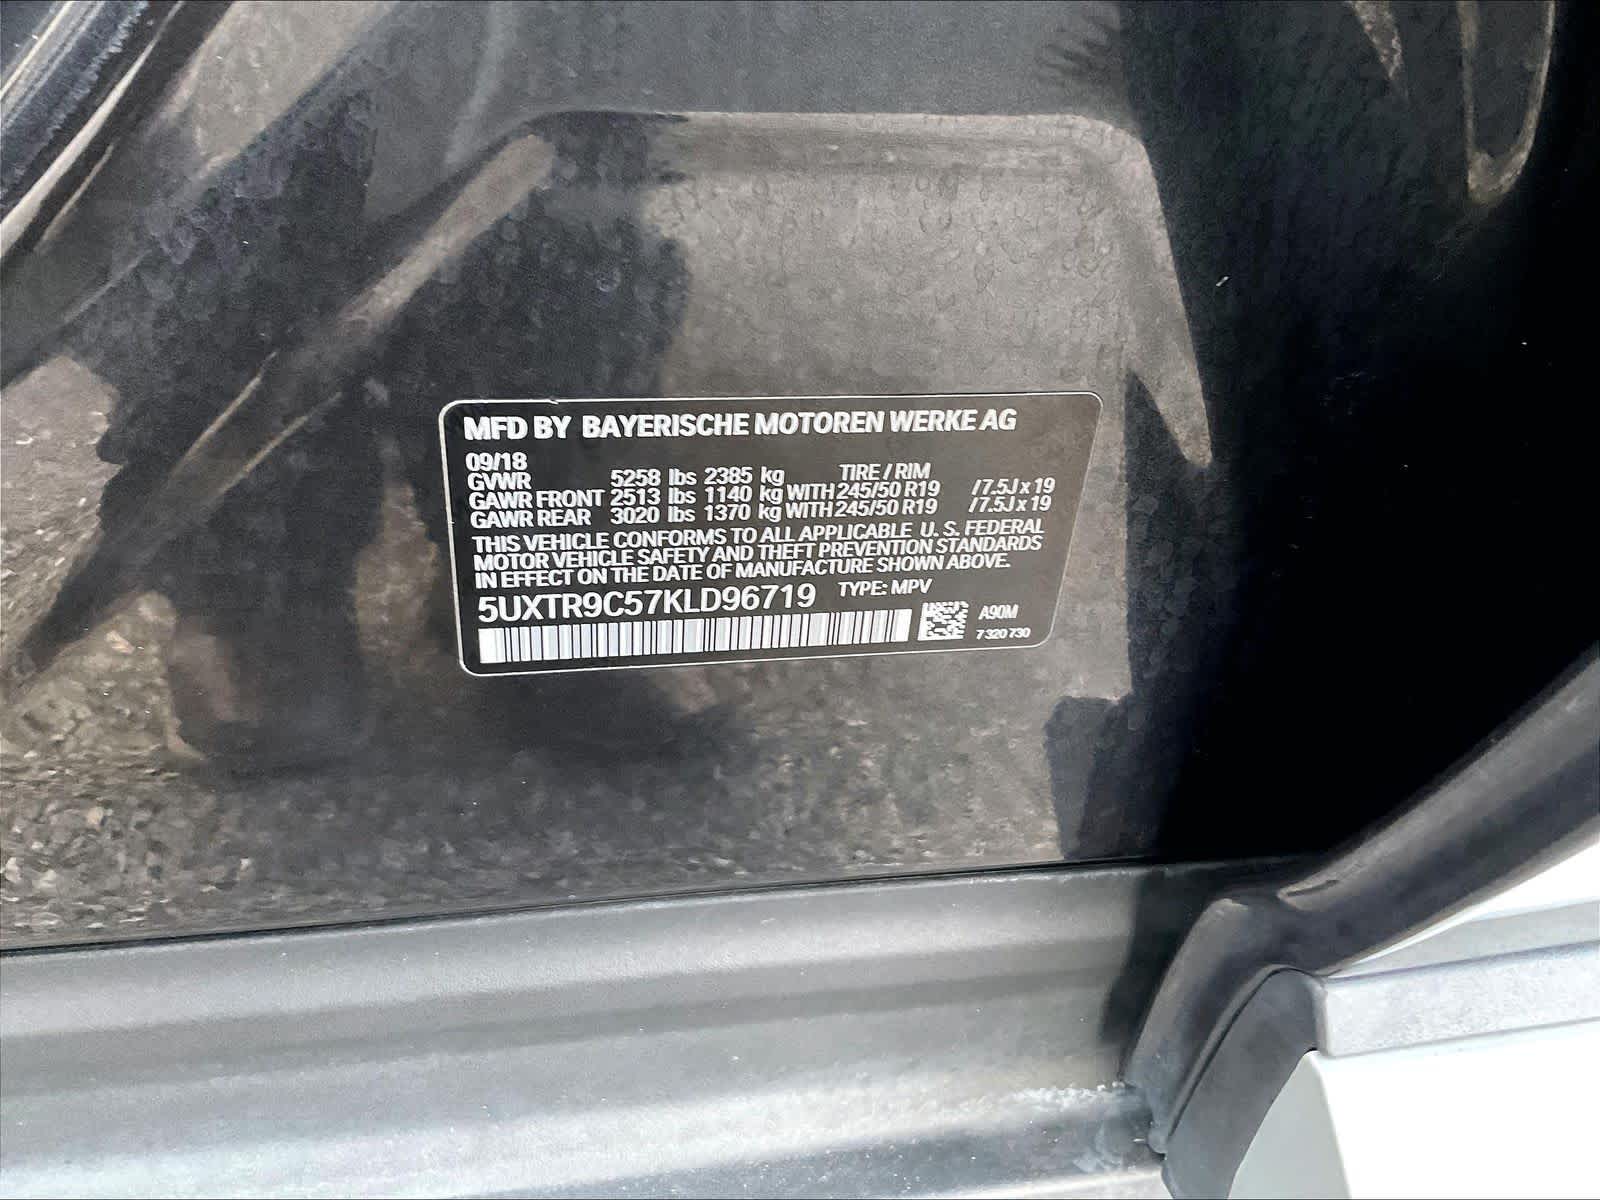 MFD BY BAYERISCHE MOTOREN WERKE AG
09/18
GVWR 5258 lbs 2385 kg TIRE / RIM
GAWR FRONT 2513 lbs 1140 kg WITH 245/50 R19 /7.5J x 19
GAWR REAR 3020 lbs 1370 kg WITH 245/50 R19 /7.5J x 19
THIS VEHICLE CONFORMS TO ALL APPLICABLE U. S. FEDERAL
MOTOR VEHICLE SAFETY AND THEFT PREVENTION STANDARDS
IN EFFECT ON THE DATE OF MANUFACTURE SHOWN ABOVE.
5UXTR9C57KLD96719 TYPE: MPV
A90M
7 320 730